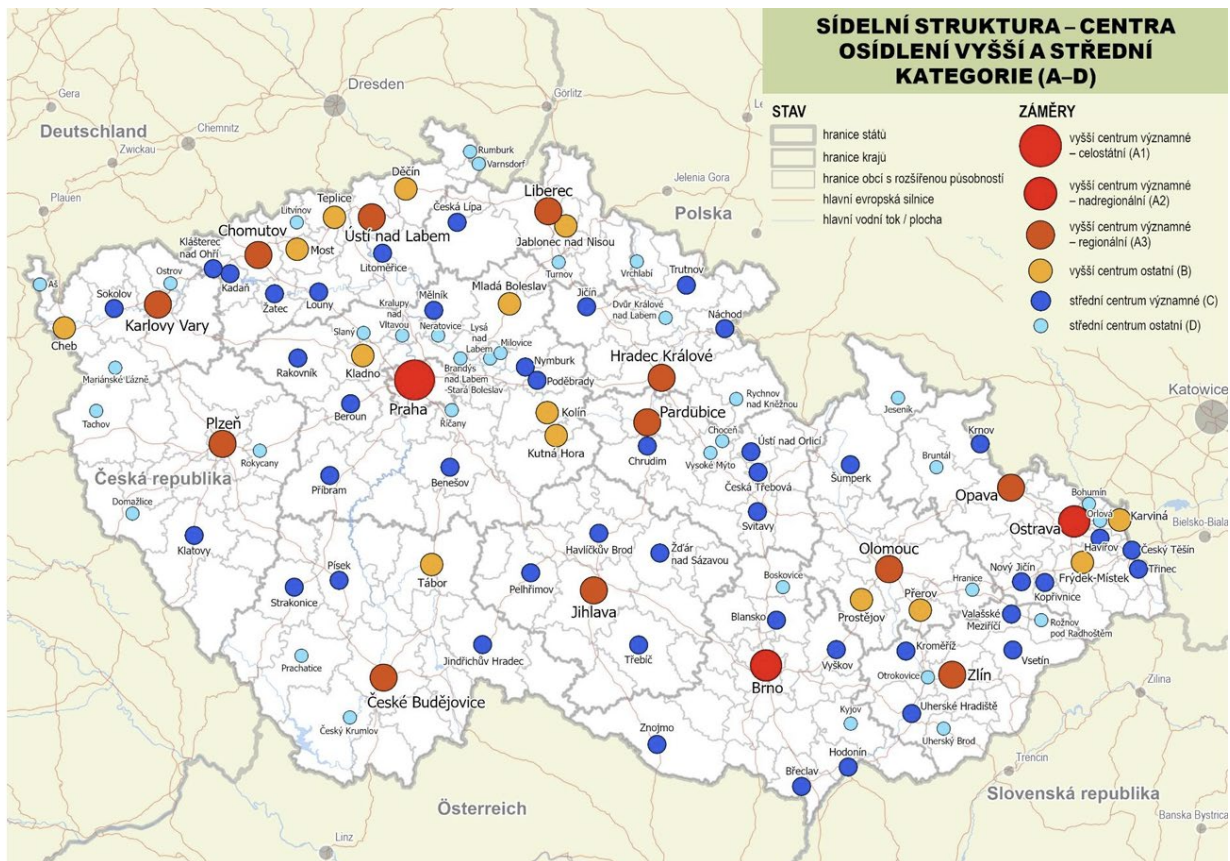 SÍDELNÍ STRUKTURA – CENTRA
OSÍDLENÍ VYŠŠÍ A STŘEDNÍ
KATEGORIE (A–D)
STAV
hranice států
hranice krajů
hranice obcí s rozšířenou působností
hlavní evropská silnice
hlavní vodní tok / plocha
ZÁMĚRY
vyšší centrum významné
– celostátní (A1)
vyšší centrum významné
– nadregionální (A2)
vyšší centrum významné
– regionální (A3)
vyšší centrum ostatní (B)
střední centrum významné (C)
střední centrum ostatní (D)
Gera
Dresden
Görlitz
Deutschland
Chemnitz
Zwickau
Plauen
Jelenia Gora
Polska
Katowice
Bielsko-Biala
Rumburk
Varnsdorf
Děčín
Teplice
Litvínov
Ústí nad Labem
Česká Lípa
Liberec
Jablonec nad Nisou
Chomutov
Most
Klášterec
nad Ohří
Kadaň
Litoměřice
Turnov
Vrchlabí
Trutnov
Ostrov
Aš
Sokolov
Karlovy Vary
Cheb
Žatec
Louny
Mělník
Mladá Boleslav
Jičín
Dvůr Králové
nad Labem
Náchod
Kralupy
nad
Vltavou
Neratovice
Slaný
Lysá
nad
Labem
Milovice
Mariánské Lázně
Rakovník
Kladno
Brandýs
nad Labem
Stará Boleslav
Nymburk
Poděbrady
Hradec Králové
Praha
Beroun
Říčany
Kolín
Kutná Hora
Pardubice
Chrudim
Rychnov
nad Kněžnou
Choceň
Vysoké Mýto
Ústí nad Orlicí
Česká Třebová
Svitavy
Tachov
Plzeň
Rokycany
Česká republika
Domažlice
Klatovy
Příbram
Benešov
Jeseník
Šumperk
Bruntál
Krnov
Opava
Bohumín
Orlová
Karviná
Ostrava
Havířov
Český Těšín
Třinec
Frýdek-Místek
Havlíčkův Brod
Žďár
nad Sázavou
Pelhřimov
Jihlava
Třebíč
Písek
Strakonice
Tábor
Prachatice
Jindřichův Hradec
České Budějovice
Český Krumlov
Boskovice
Blansko
Brno
Vyškov
Olomouc
Prostějov
Přerov
Hranice
Nový Jičín
Kopřivnice
Valašské
Meziříčí
Rožnov
pod Radhoštěm
Vsetín
Kroměříž
Otrokovice
Zlín
Uherské Hradiště
Uherský Brod
Kyjov
Hodonín
Břeclav
Znojmo
Zilina
Trencin
Slovenská republika
Banska Bystrica
Österreich
Linz